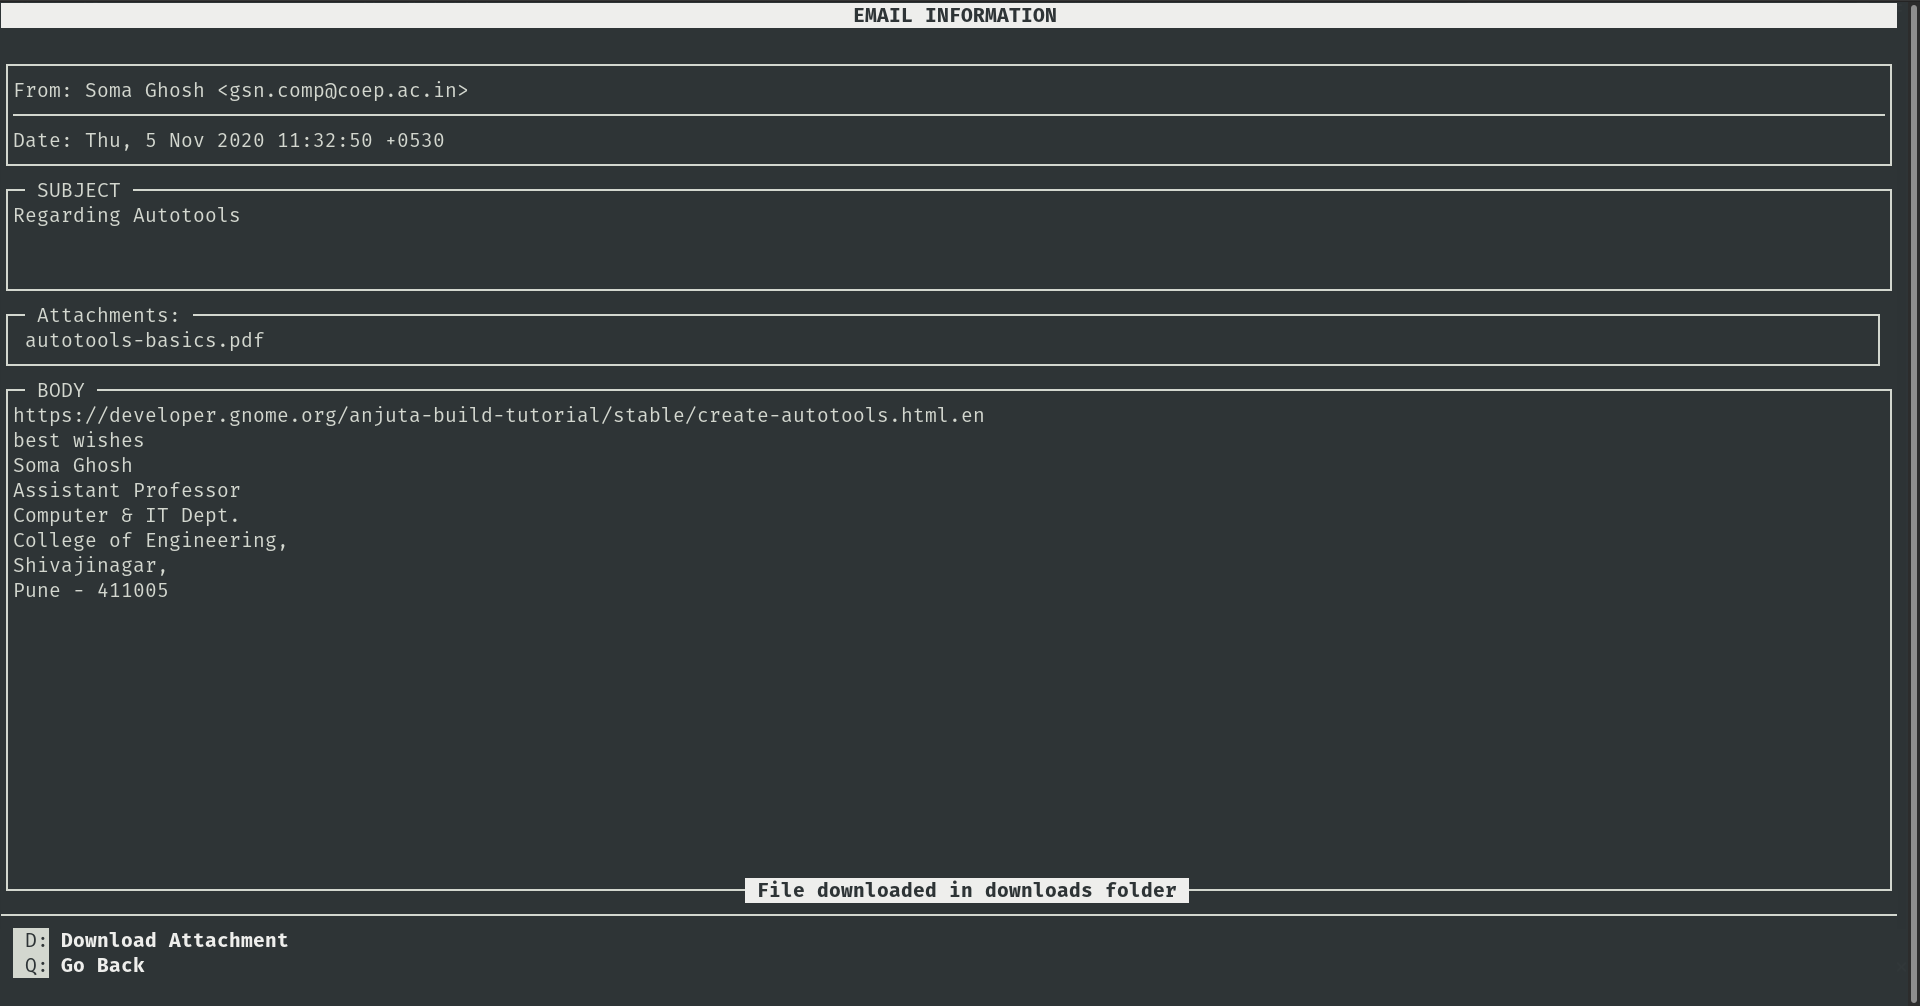 EMAIL INFORMATION
From: Soma Ghosh <gsn.comp@coep.ac.in>
Date: Thu, 5 Nov 2020 11:32:50 +0530
SUBJECT
Regarding Autotools
Attachments:
autotools-basics.pdf
BODY
https://developer.gnome.org/anjuta-build-tutorial/stable/create-autotools.html.en
best wishes
Soma Ghosh
Assistant Professor
Computer & IT Dept.
College of Engineering,
Shivajinagar,
Pune - 411005
File downloaded in downloads folder
D: Download Attachment
Q: Go Back